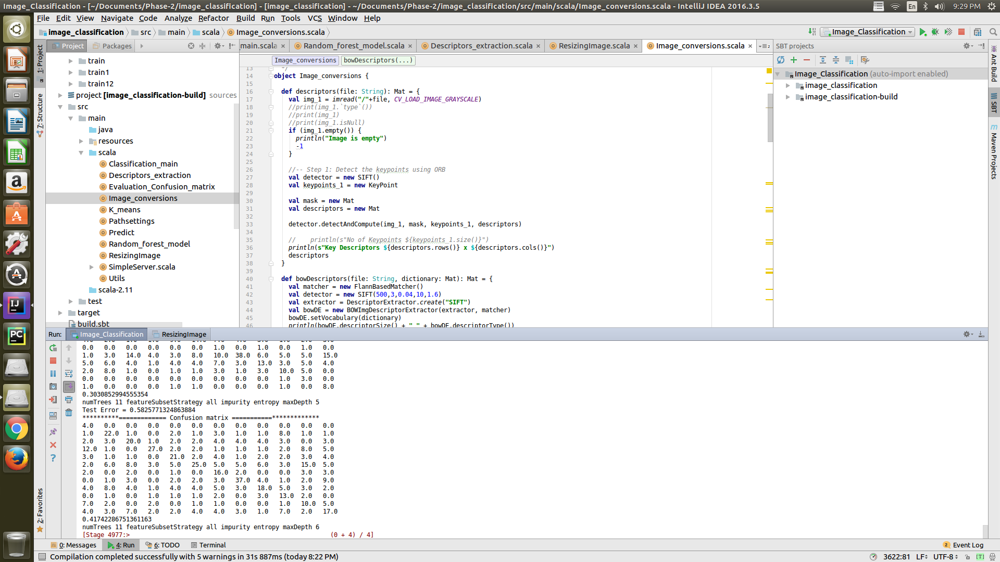 Image_Classification - [~/Documents/Phase-2/image_classification] - [image_classification] - ~/Documents/Phase-2/image_classification/src/main/scala/Image_conversions.scala - IntelliJ IDEA 2016.3.5
En
9:29 PM
File Edit View Navigate Code Analyze Refactor Build Run Tools VCS Window Help
image_classification src main scala Image_conversions.scala
Image_Classification
1: Project
7: Structure
2: Favorites
Project Packages
train
train1
train12
project [image_classification-build] sources
src
main
java
resources
scala
Classification_main
Descriptors_extraction
Evaluation_Confusion_matrix
Image_conversions
K_means
Pathsettings
Predict
Random_forest_model
ResizingImage
SimpleServer.scala
Utils
scala-2.11
test
target
build.sbt
main.scala Random_forest_model.scala Descriptors_extraction.scala ResizingImage.scala Image_conversions.scala
Image_conversions bowDescriptors(...)
13 */
14 object Image_conversions {
15
16 def descriptors(file: String): Mat = {
17 val img_1 = imread("/"+file, CV_LOAD_IMAGE_GRAYSCALE)
18 //print(img_1.`type`())
19 //print(img_1)
20 //print(img_1.isNull)
21 if (img_1.empty()) {
22 println("Image is empty")
23 -1
24 }
25
26 //-- Step 1: Detect the keypoints using ORB
27 val detector = new SIFT()
28 val keypoints_1 = new KeyPoint
29
30 val mask = new Mat
31 val descriptors = new Mat
32
33 detector.detectAndCompute(img_1, mask, keypoints_1, descriptors)
34
35 // println(s"No of Keypoints ${keypoints_1.size()}")
36 println(s"Key Descriptors ${descriptors.rows()} x ${descriptors.cols()}")
37 descriptors
38 }
39
40 def bowDescriptors(file: String, dictionary: Mat): Mat = {
41 val matcher = new FlannBasedMatcher()
42 val detector = new SIFT(500,3,0.04,10,1.6)
43 val extractor = DescriptorExtractor.create("SIFT")
44 val bowDE = new BOWImgDescriptorExtractor(extractor, matcher)
45 bowDE.setVocabulary(dictionary)
46 println(bowDE.descriptorSize() + " " + bowDE.descriptorType())
SBT projects
Image_Classification (auto-import enabled)
image_classification
image_classification-build
Ant Build
SBT
Maven Projects
Run: Image_Classification ResizingImage
0.0 0.0 0.0 0.0 0.0 0.0 1.0 0.0 1.0 0.0 1.0 0.0
1.0 3.0 14.0 4.0 3.0 8.0 10.0 38.0 6.0 5.0 5.0 15.0
5.0 6.0 4.0 1.0 4.0 4.0 7.0 3.0 13.0 3.0 5.0 4.0
2.0 8.0 1.0 0.0 1.0 1.0 3.0 1.0 3.0 10.0 5.0 0.0
0.0 0.0 0.0 0.0 0.0 0.0 0.0 0.0 0.0 1.0 3.0 0.0
1.0 0.0 0.0 0.0 1.0 1.0 0.0 0.0 0.0 1.0 0.0 8.0
0.3030852994555354
numTrees 11 featureSubsetStrategy all impurity entropy maxDepth 5
Test Error = 0.5825771324863884
**********============= Confusion matrix ===========*************
4.0 0.0 0.0 0.0 0.0 0.0 0.0 0.0 0.0 0.0 0.0 0.0
1.0 22.0 1.0 0.0 2.0 1.0 3.0 1.0 1.0 8.0 1.0 1.0
2.0 3.0 20.0 1.0 2.0 2.0 4.0 4.0 4.0 3.0 0.0 3.0
12.0 1.0 0.0 27.0 2.0 2.0 1.0 1.0 1.0 2.0 8.0 5.0
3.0 1.0 1.0 0.0 21.0 2.0 4.0 1.0 2.0 2.0 3.0 4.0
2.0 6.0 8.0 3.0 5.0 25.0 5.0 5.0 6.0 3.0 15.0 5.0
2.0 0.0 2.0 0.0 1.0 0.0 16.0 2.0 0.0 0.0 3.0 3.0
0.0 1.0 3.0 0.0 2.0 2.0 3.0 37.0 4.0 1.0 2.0 9.0
4.0 8.0 4.0 1.0 4.0 4.0 5.0 3.0 18.0 5.0 3.0 2.0
0.0 1.0 0.0 1.0 1.0 1.0 2.0 0.0 3.0 13.0 2.0 0.0
7.0 2.0 0.0 2.0 0.0 1.0 1.0 0.0 0.0 1.0 10.0 5.0
4.0 3.0 7.0 2.0 2.0 4.0 4.0 3.0 1.0 7.0 2.0 17.0
0.41742286751361163
numTrees 11 featureSubsetStrategy all impurity entropy maxDepth 6
[Stage 4977:> (0 + 4) / 4]
0: Messages 4: Run 6: TODO Terminal
2 Event Log
Compilation completed successfully with 5 warnings in 31s 887ms (today 8:22 PM)
3622:81 LF UTF-8 [T]